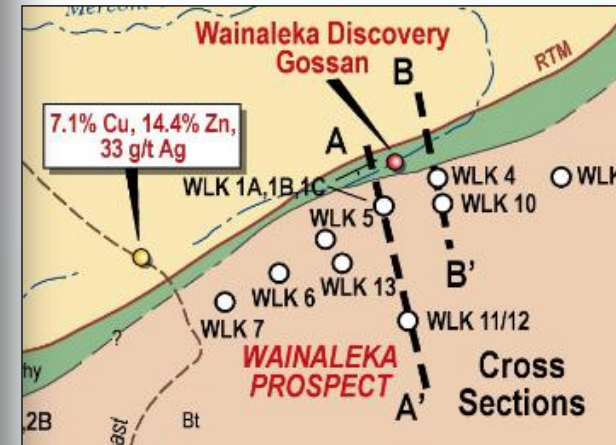 Wainaleka Discovery
Gossan
RTM
B
7.1% Cu, 14.4% Zn,
33 g/t Ag
A
WLK 1A,1B,1C
WLK 4
WLK
WLK 5
WLK 10
B'
WLK 13
WLK 6
WLK 7
WLK 11/12
?
WAINALEKA
PROSPECT
Cross
Sections
A'
hy
2B
Bt
ast